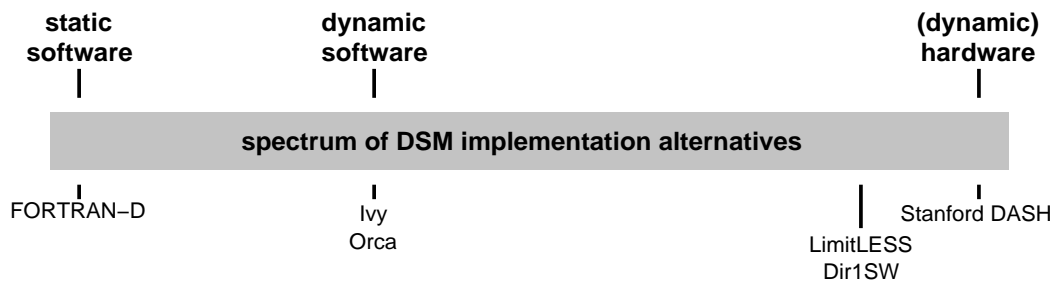 static
software
dynamic
software
(dynamic)
hardware
spectrum of DSM implementation alternatives
FORTRAN−D
Ivy
Orca
LimitLESS
Dir1SW
Stanford DASH